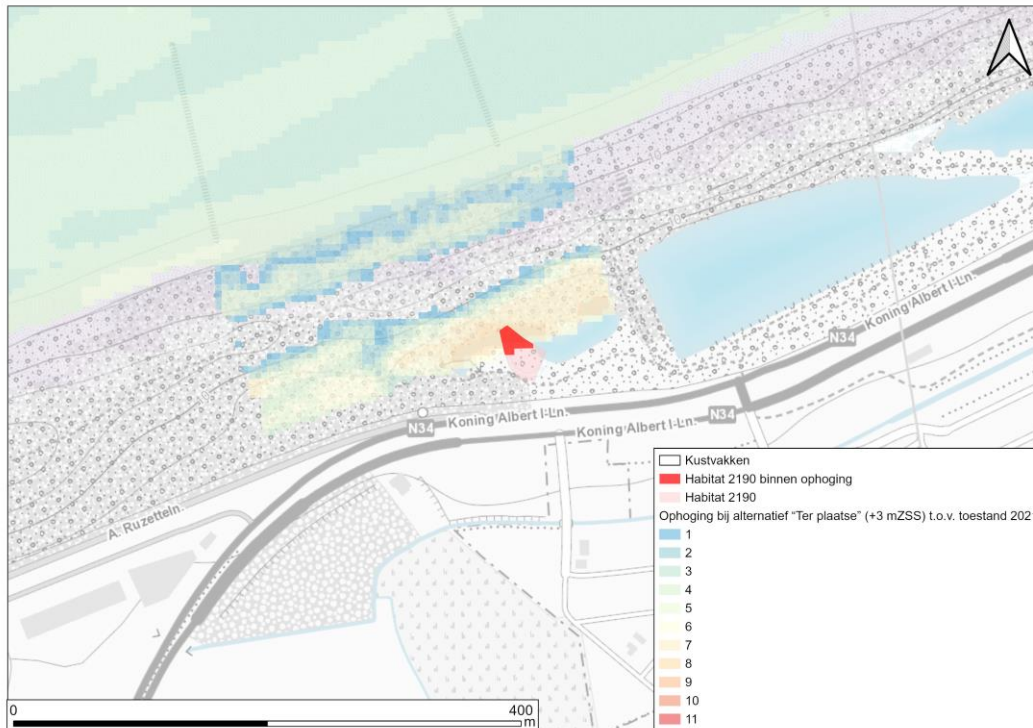 Koning Albert I-Ln.
N34
Koning Albert I-Ln.
N34
Koning Albert I-Ln.
N34
A. Ruzetteln.
Kustvakken
Habitat 2190 binnen ophoging
Habitat 2190
Ophoging bij alternatief "Ter plaatse" (+3 mZSS) t.o.v. toestand 202
1
2
3
4
5
6
7
8
9
10
11
0
400
m